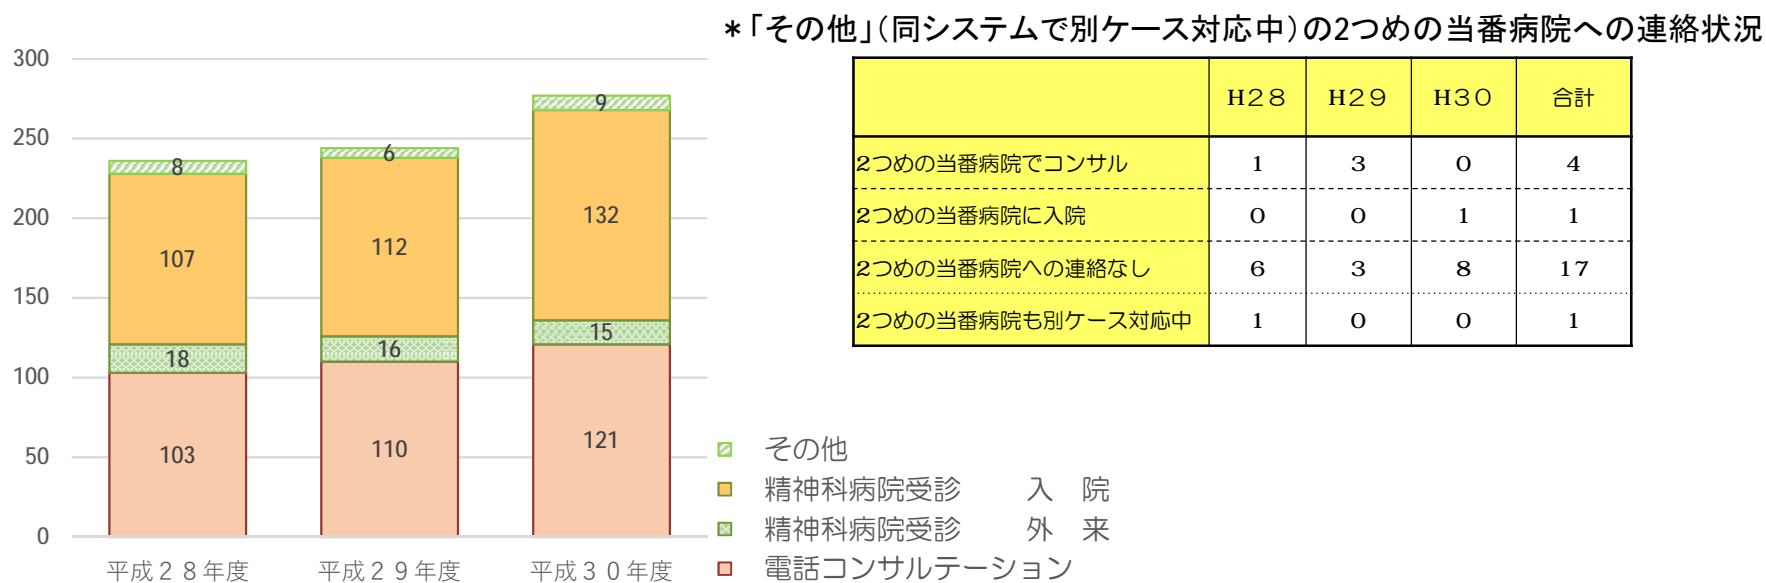 ＊「その他」（同システムで別ケース対応中）の2つめの当番病院への連絡状況
H２８ H２９ H３０ 合計
2つめの当番病院でコンサル 1 3 0 4
2つめの当番病院に入院 0 0 1 1
2つめの当番病院への連絡なし 6 3 8 17
2つめの当番病院も別ケース対応中 1 0 0 1
300
250
200
150
100
50
0
8
107
18
103
6
112
16
110
9
132
15
121
平成２８年度 平成２９年度 平成３０年度
その他
精神科病院受診　入　院
精神科病院受診　外　来
電話コンサルテーション